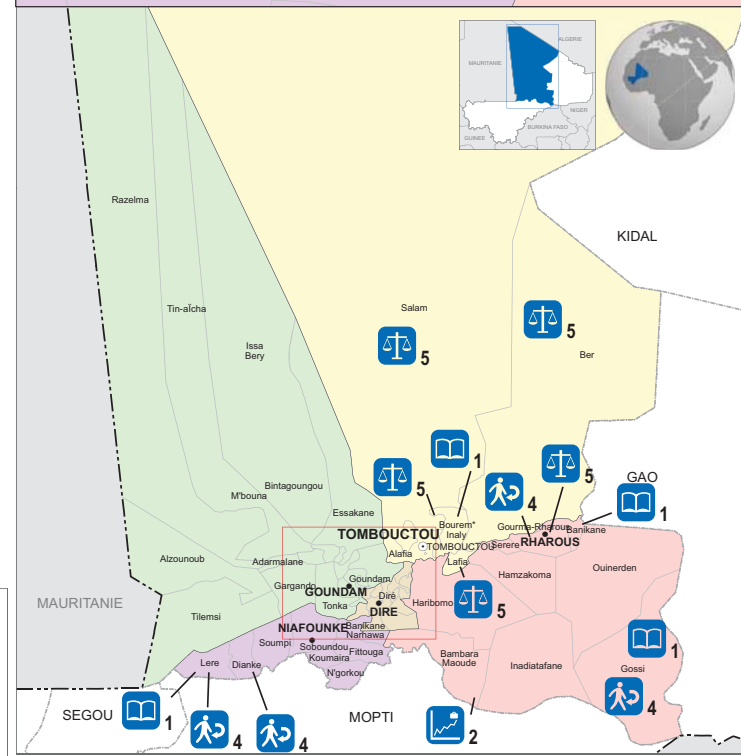 ALGERIE
MAURITANIE
NIGER
BURKINA FASO
GUINEE
Razelma
KIDAL
Tin-aÏcha
Salam
5
5
Issa
Bery
Ber
1
5
5
GAO
Bintagoungou
M'bouna
4
1
Essakane
Bourem*
Inaly
Gourma-Rharous
Banikane
TOMBOUCTOU
RHAROUS
TOMBOUCTOU
Serere
Alafia
Alzounoub
Adarmalane
Lafia
Ouinerden
Hamzakoma
Gargando
Goundam
GOUNDAM
Diré
Haribomo
5
MAURITANIE
Tonka
DIRE
Tilemsi
NIAFOUNKE
Banikane
Narhawa
Soumpi
Soboundou
Koumaira
Fittouga
Bambara
Maoude
1
Lere
Dianke
N'gorkou
Inadiatafane
Gossi
4
SEGOU
1
4
4
MOPTI
2